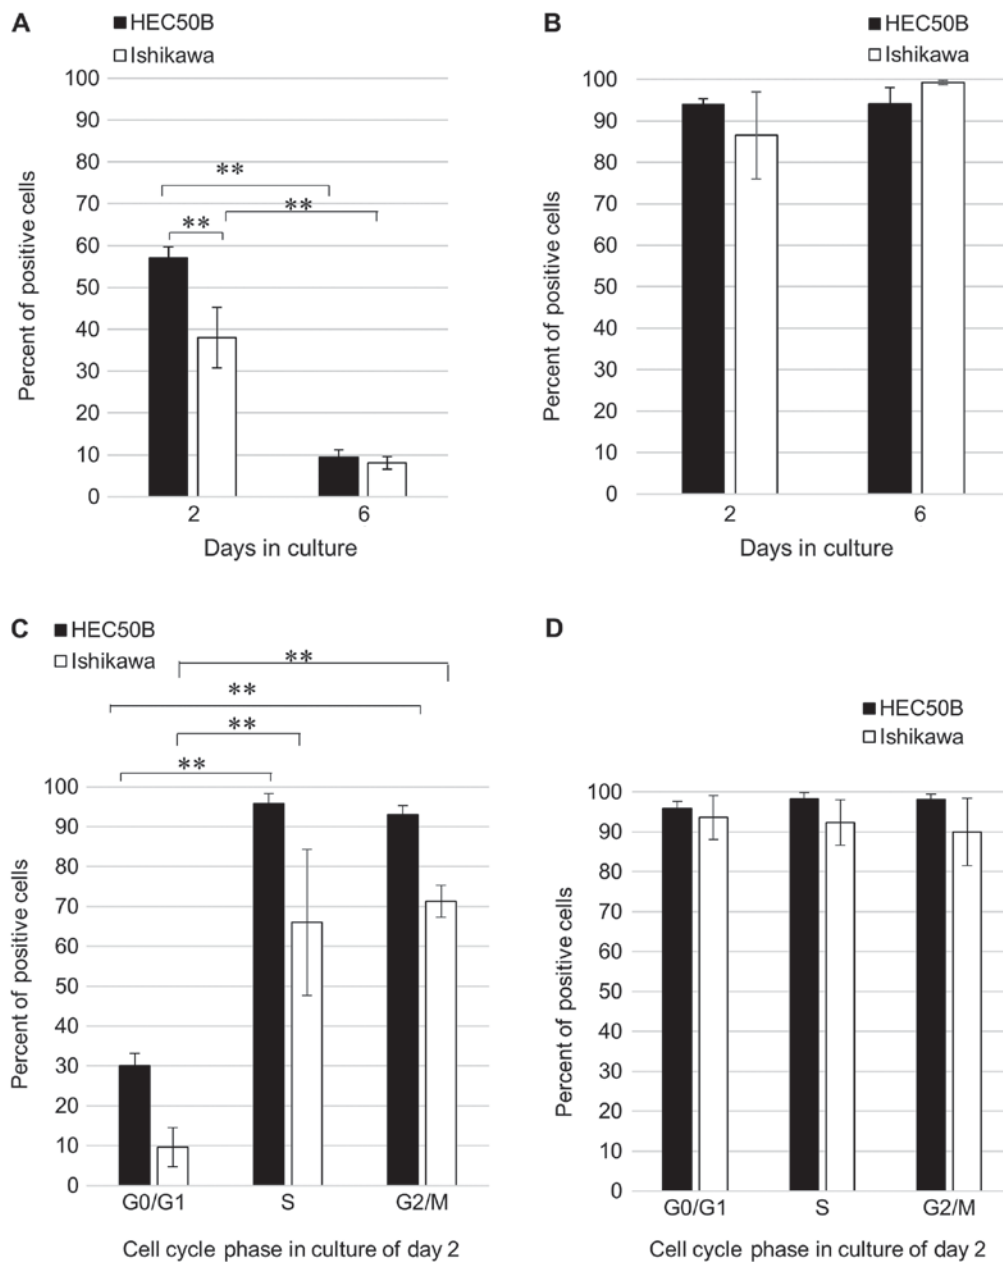 A
HEC50B
Ishikawa
100
90
80
70
60
50
40
30
20
10
0
**
**
**
2
6
Percent of positive cells
Days in culture
B
HEC50B
Ishikawa
100
90
80
70
60
50
40
30
20
10
0
2
6
Percent of positive cells
Days in culture
C
HEC50B
Ishikawa
**
**
**
**
100
90
80
70
60
50
40
30
20
10
0
G0/G1
S
G2/M
Percent of positive cells
Cell cycle phase in culture of day 2
D
HEC50B
Ishikawa
100
90
80
70
60
50
40
30
20
10
0
G0/G1
S
G2/M
Percent of positive cells
Cell cycle phase in culture of day 2